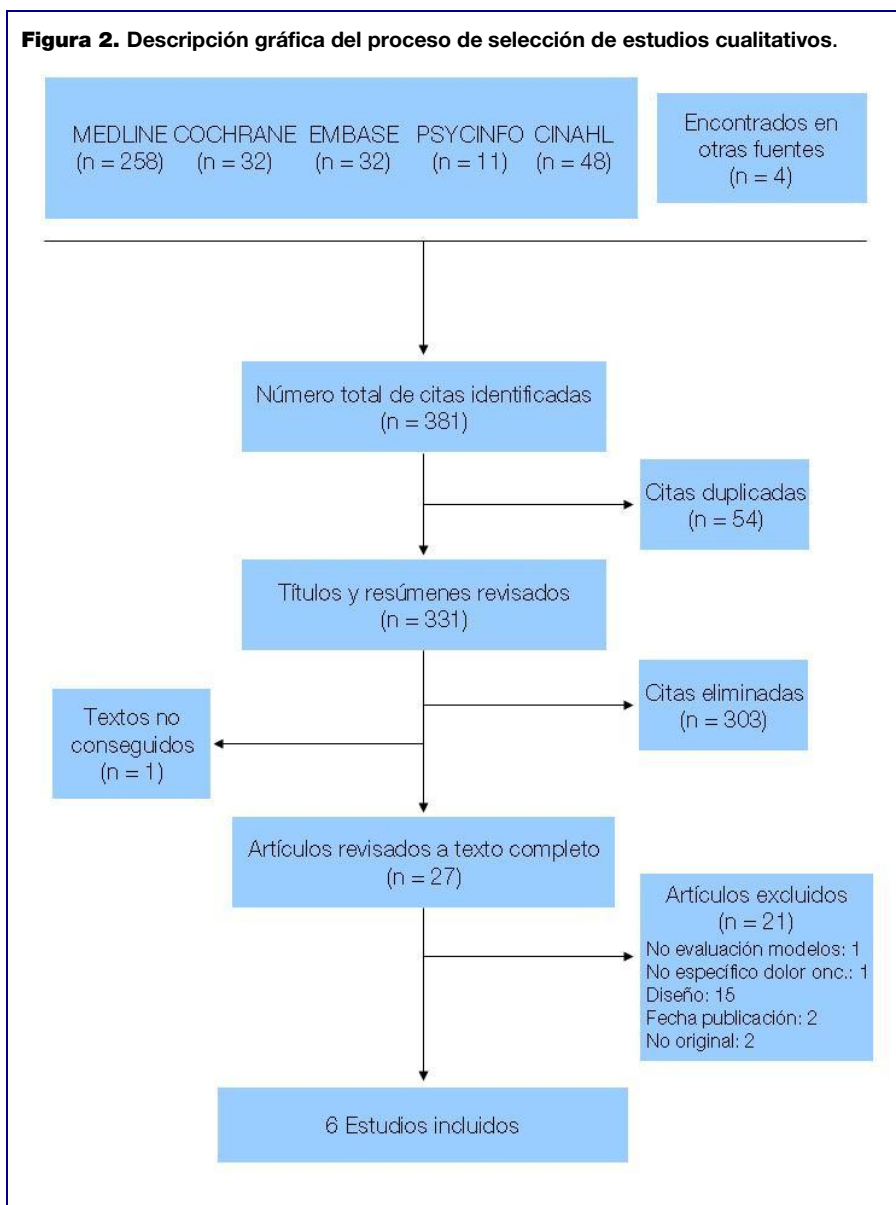 Figura 2. Descripción gráfica del proceso de selección de estudios cualitativos.
MEDLINE COCHRANE EMBASE PSYCINFO CINAHL
(n = 258) (n = 32) (n = 32) (n = 11) (n = 48)
Encontrados en
otras fuentes
(n = 4)
Número total de citas identificadas
(n = 381)
Citas duplicadas
(n = 54)
Títulos y resúmenes revisados
(n = 331)
Citas eliminadas
(n = 303)
Textos no
conseguidos
(n = 1)
Artículos revisados a texto completo
(n = 27)
Artículos excluidos
(n = 21)
No evaluación modelos: 1
No específico dolor onc.: 1
Diseño: 15
Fecha publicación: 2
No original: 2
6 Estudios incluidos